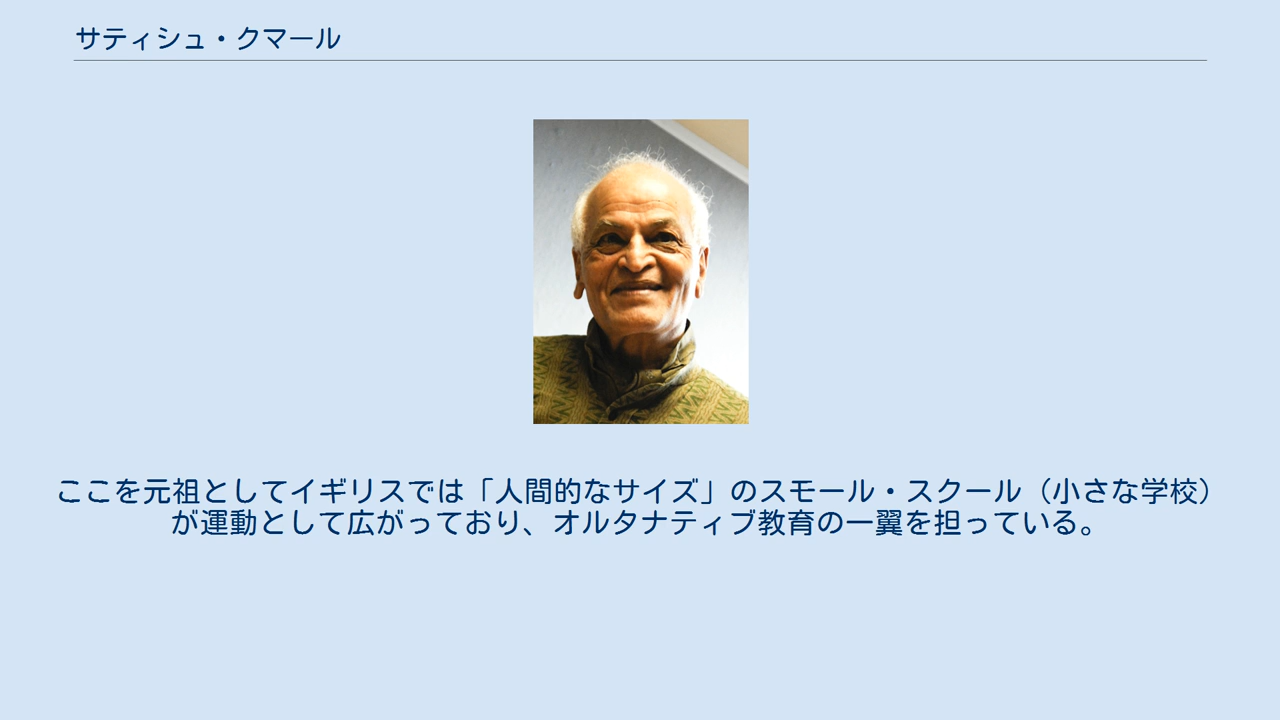 サティシュ・クマール
ここを元祖としてイギリスでは「人間的なサイズ」のスモール・スクール（小さな学校）
が運動として広がっており、オルタナティブ教育の一翼を担っている。